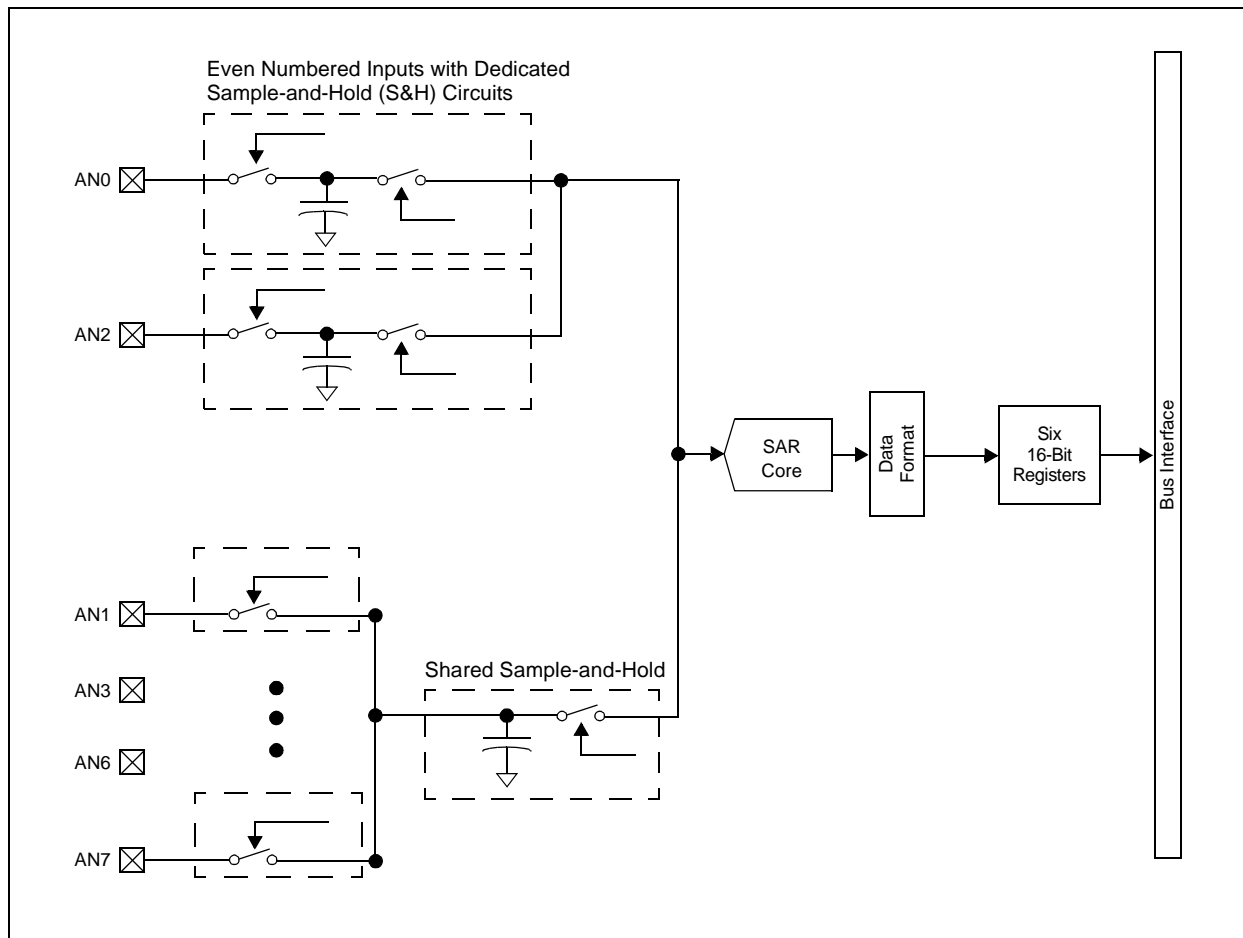 Even Numbered Inputs with Dedicated
Sample-and-Hold (S&H) Circuits
AN0
AN2
SAR
Core
Data
Format
Six
16-Bit
Registers
Bus Interface
AN1
Shared Sample-and-Hold
AN3
AN6
AN7